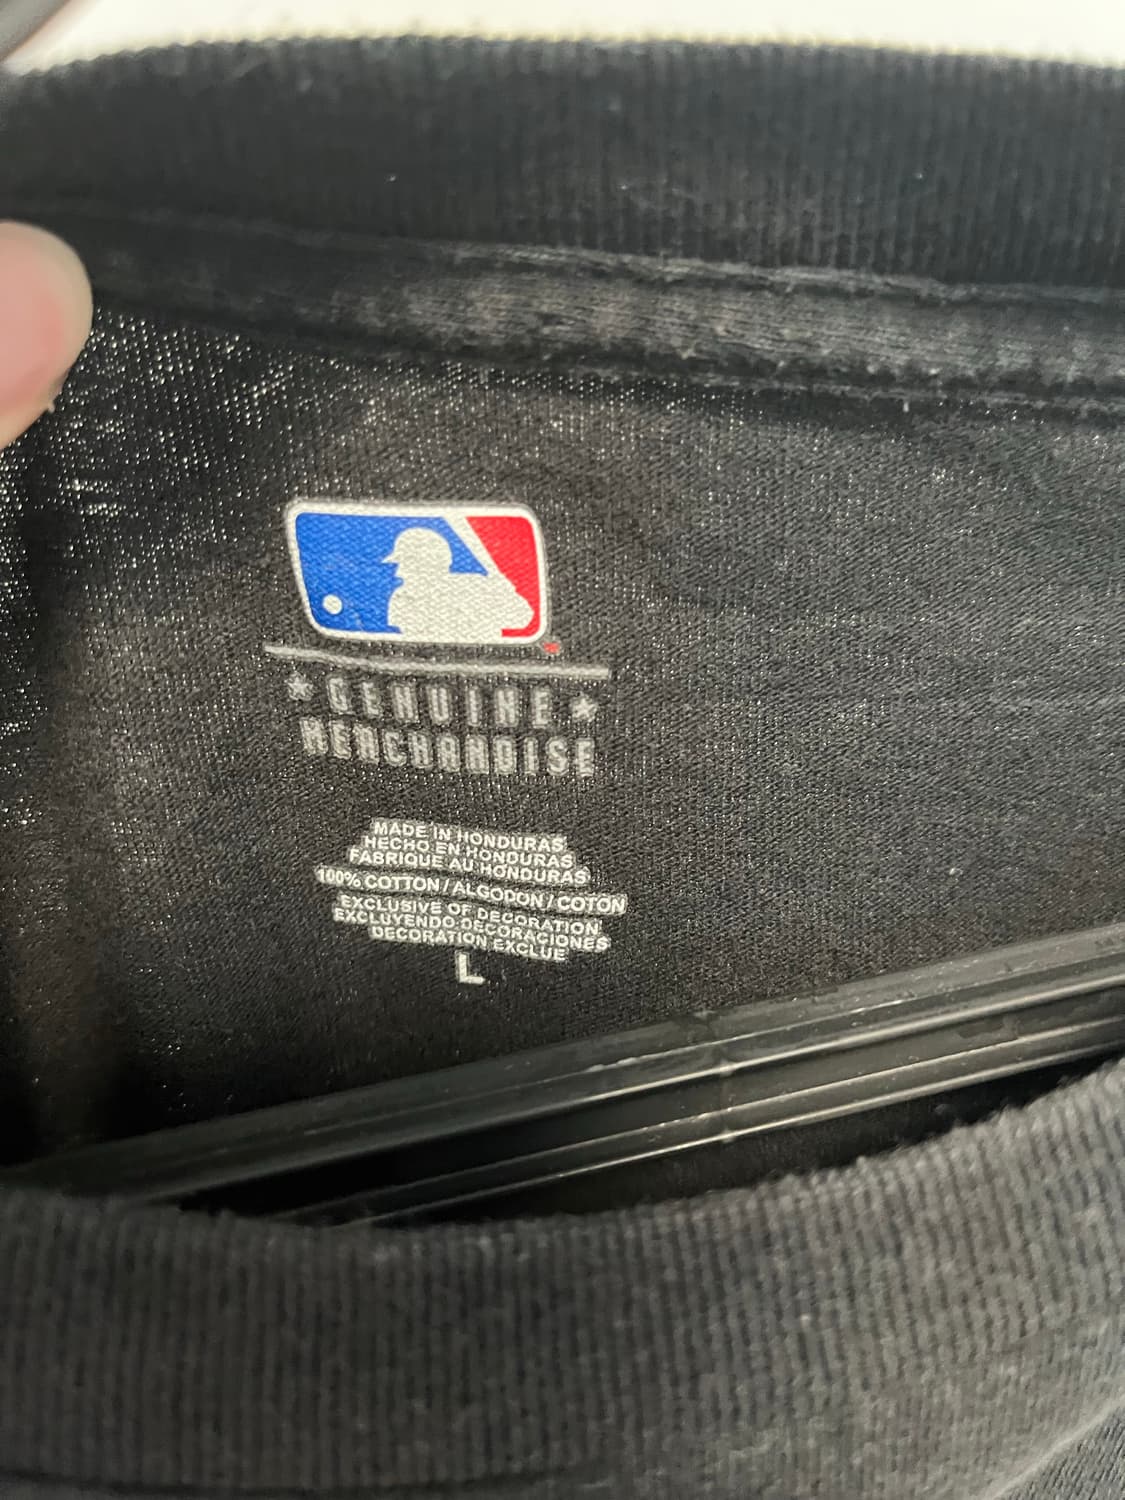 ★ GENUINE ★
MERCHANDISE
MADE IN HONDURAS
HECHO EN HONDURAS
FABRIQUE AU HONDURAS
100% COTTON / ALGODON / COTON
EXCLUSIVE OF DECORATION
EXCLUYENDO DECORACIONES
DECORATION EXCLUE
L